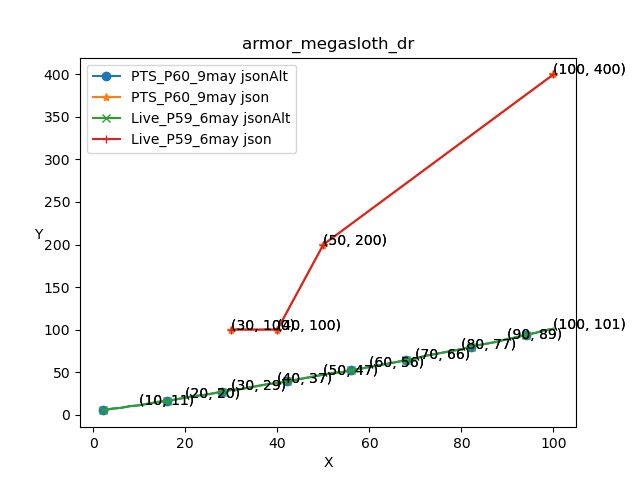 armor_megasloth_dr
PTS_P60_9may jsonAlt
PTS_P60_9may json
Live_P59_6may jsonAlt
Live_P59_6may json
Y
400
350
300
250
200
150
100
50
0
(100, 400)
(50, 200)
(30, 100)
(40, 100)
(10, 11)
(20, 20)
(30, 29)
(40, 37)
(50, 47)
(60, 56)
(70, 66)
(80, 77)
(90, 89)
(100, 101)
0 20 40 60 80 100
X